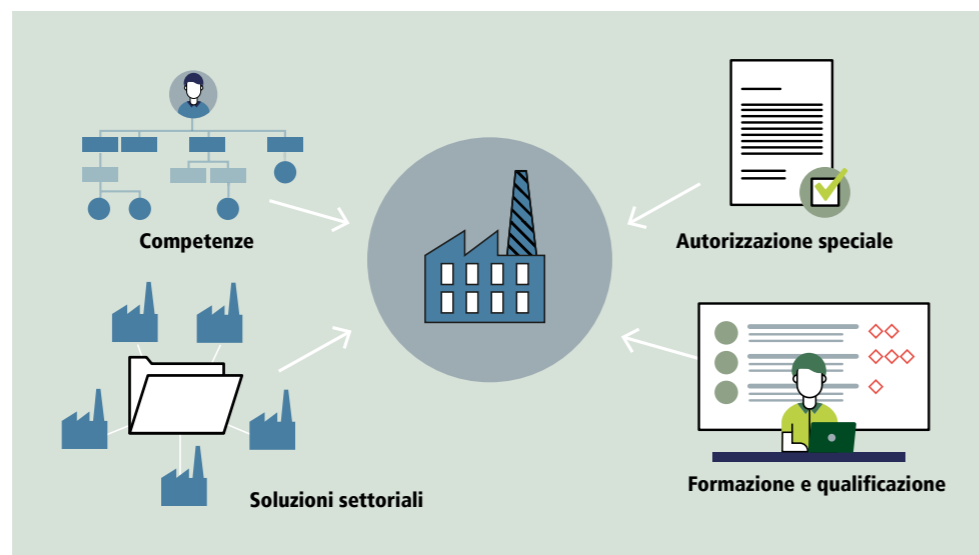 Competenze
Autorizzazione speciale
Soluzioni settoriali
Formazione e qualificazione